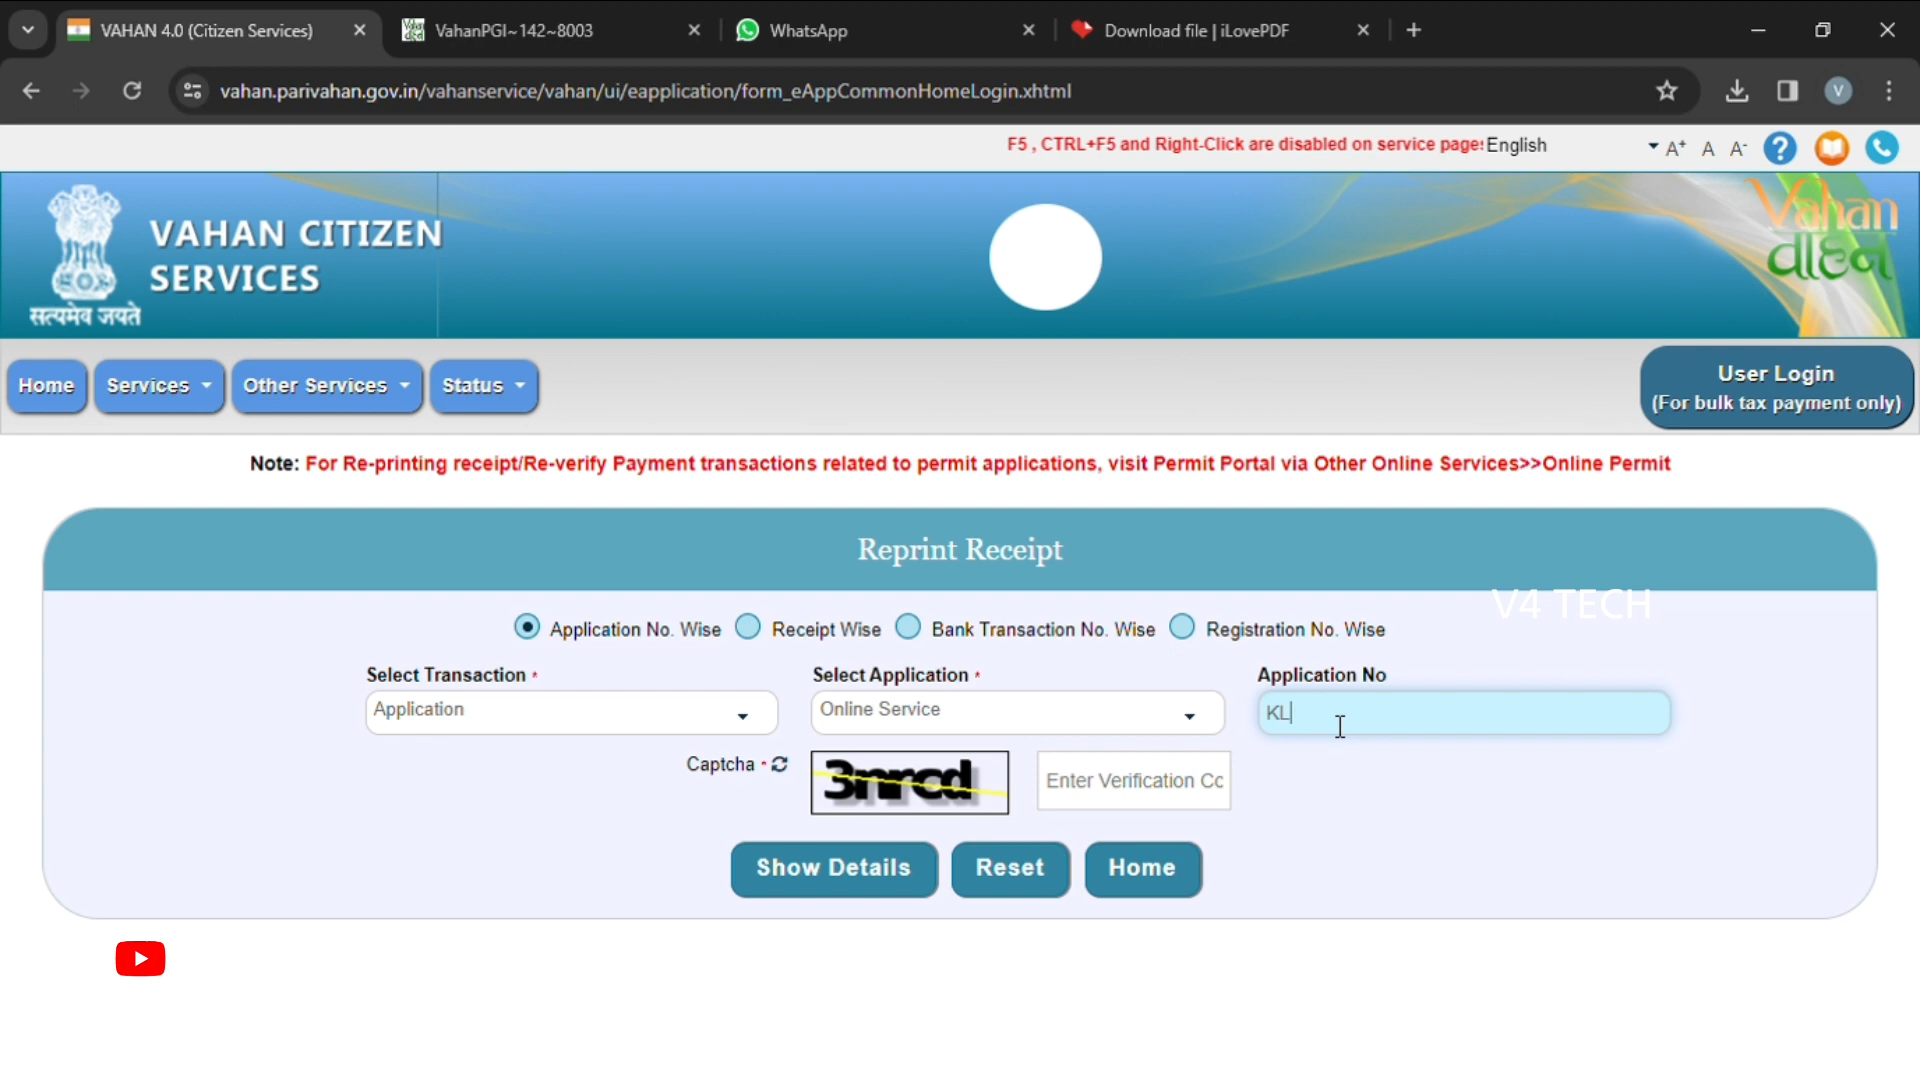 VAHAN 4.0 (Citizen Services)
VahanPGI~142~8003
WhatsApp
Download file | iLovePDF
vahan.parivahan.gov.in/vahanservice/vahan/ui/eapplication/form_eAppCommonHomeLogin.xhtml
V
F5 , CTRL+F5 and Right-Click are disabled on service page:
English
A+ A A-
VAHAN CITIZEN
SERVICES
सत्यमेव जयते
Vahan
वाहन
Home
Services
Other Services
Status
User Login
(For bulk tax payment only)
Note: For Re-printing receipt/Re-verify Payment transactions related to permit applications, visit Permit Portal via Other Online Services>>Online Permit
Reprint Receipt
V4 TECH
Application No. Wise
Receipt Wise
Bank Transaction No. Wise
Registration No. Wise
Select Transaction *
Select Application *
Application No
Application
Online Service
KL
Captcha *
3nrcd
Enter Verification Cc
Show Details
Reset
Home